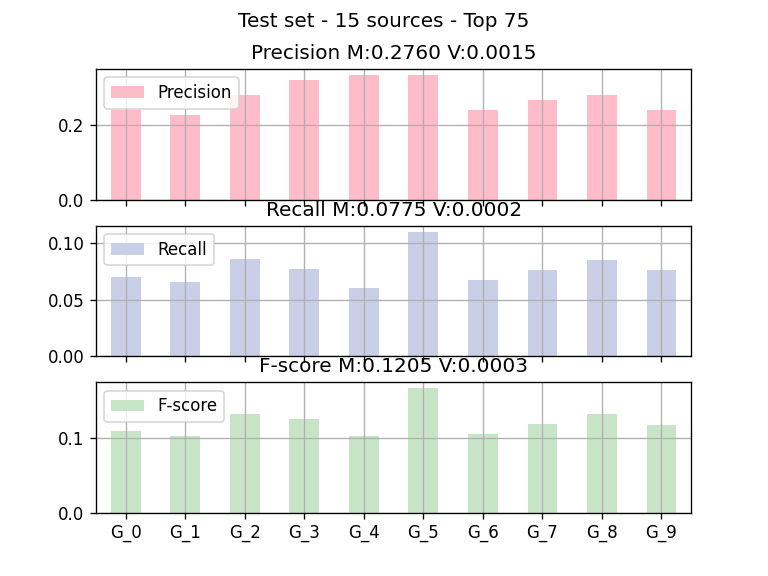 Test set - 15 sources - Top 75
Precision M:0.2760 V:0.0015
Precision
0.2
0.0
Recall M:0.0775 V:0.0002
Recall
0.10
0.05
0.00
F-score M:0.1205 V:0.0003
F-score
0.1
0.0
G_0 G_1 G_2 G_3 G_4 G_5 G_6 G_7 G_8 G_9